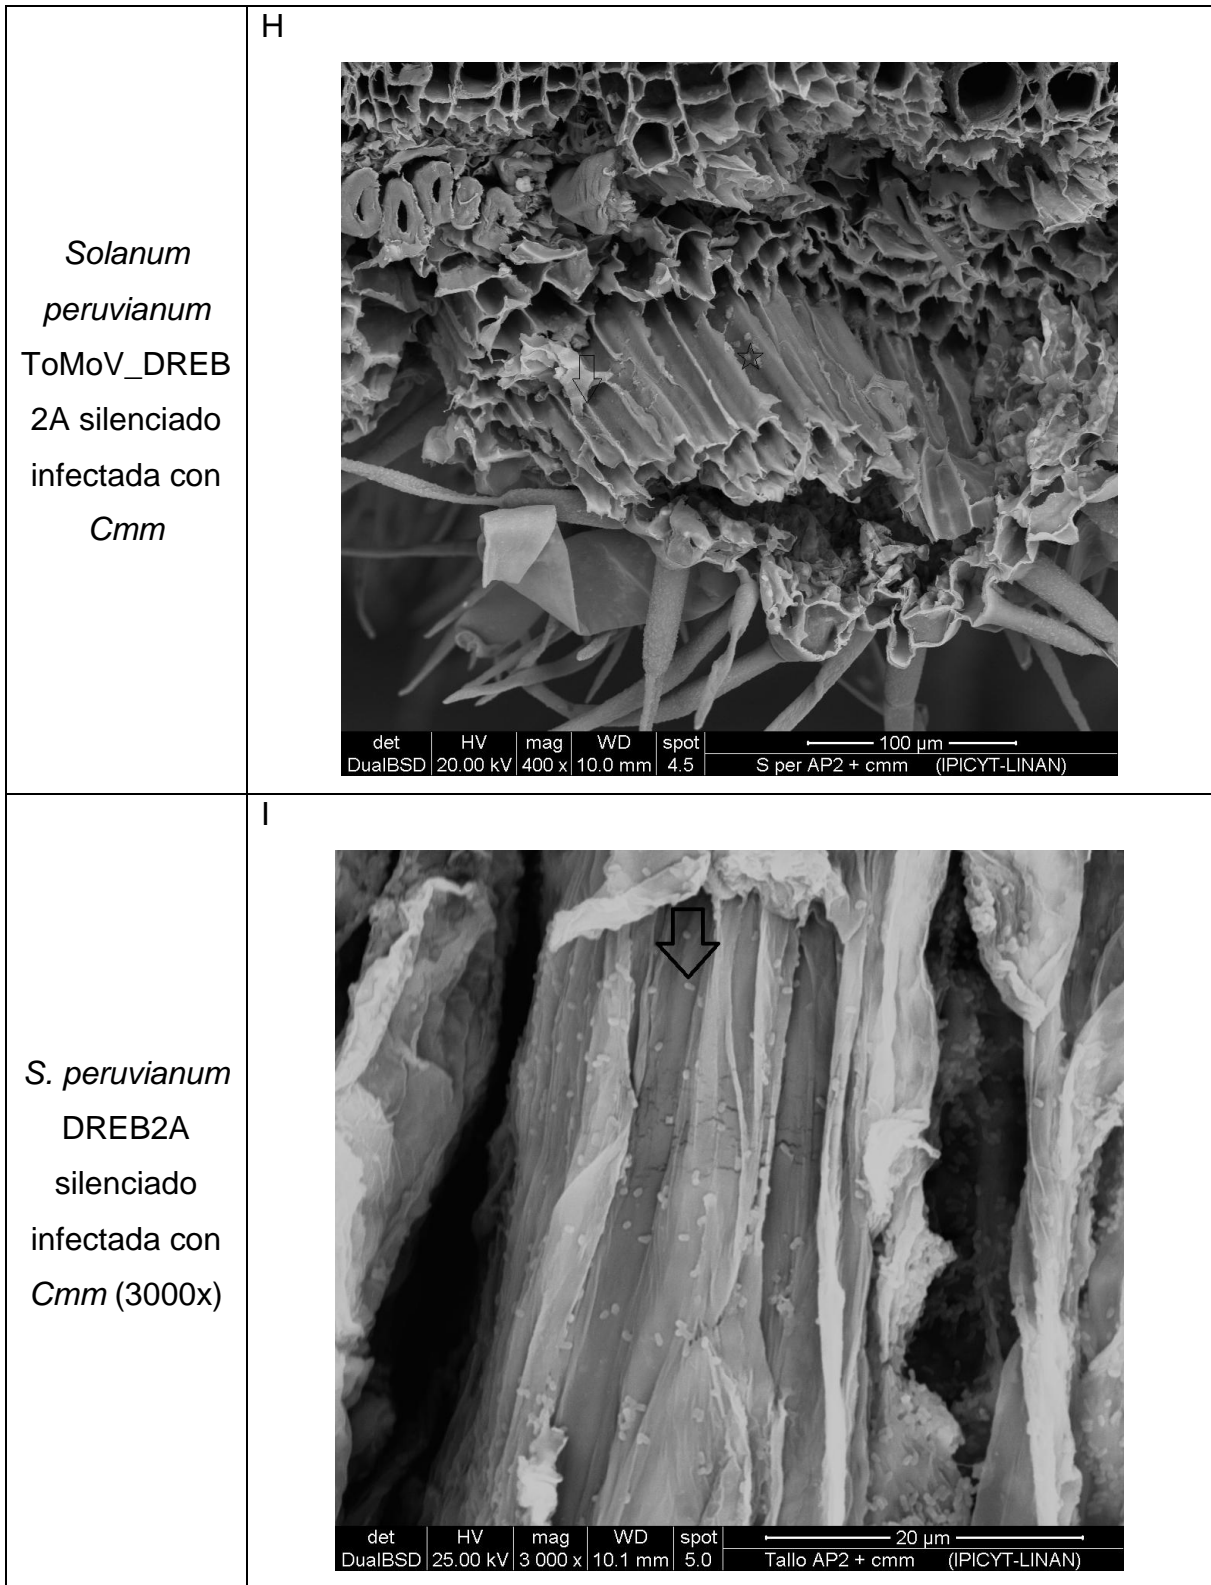 H
Solanum
peruvianum
ToMoV_DREB
2A silenciado
infectada con
Cmm
det HV mag WD spot 100 µm
DualBSD 20.00 kV 400 x 10.0 mm 4.5 S per AP2 + cmm (IPICYT-LINAN)
I
S. peruvianum
DREB2A
silenciado
infectada con
Cmm (3000x)
det HV mag WD spot 20 µm
DualBSD 25.00 kV 3 000 x 10.1 mm 5.0 Tallo AP2 + cmm (IPICYT-LINAN)